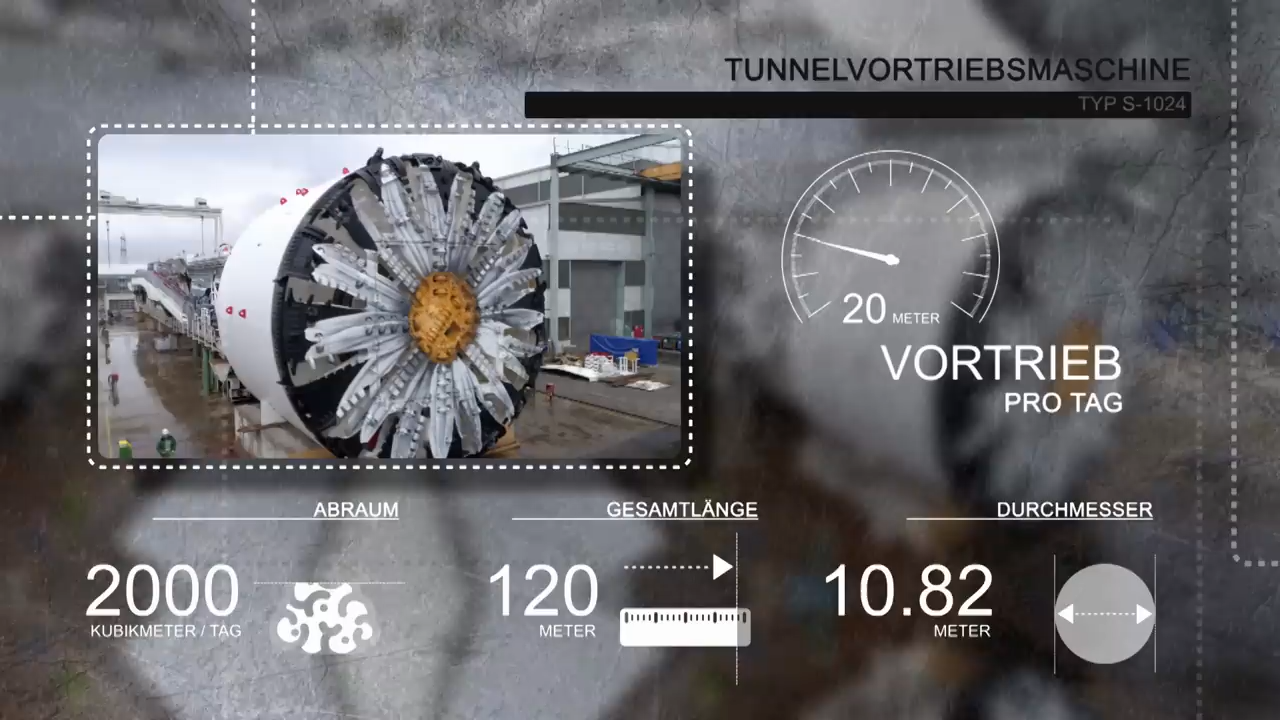 TUNNELVORTRIEBSMASCHINE
TYP S-1024
20 METER
VORTRIEB
PRO TAG
ABRAUM
2000
KUBIKMETER / TAG
GESAMTLÄNGE
120
METER
DURCHMESSER
10.82
METER